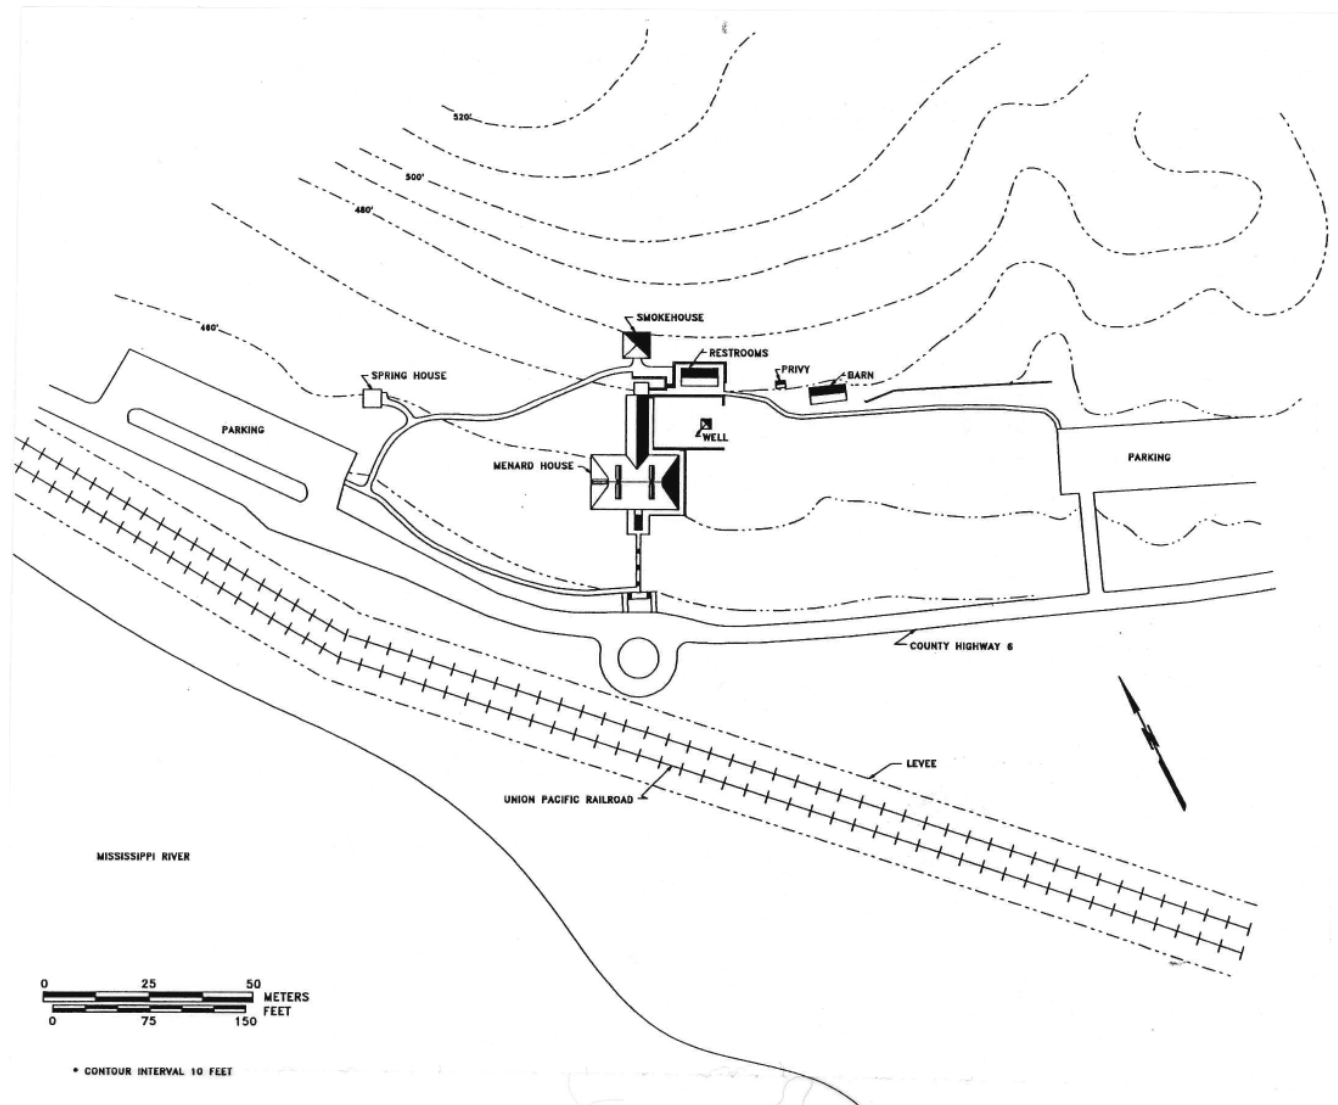 520'
500'
480'
460'
SMOKEHOUSE
RESTROOMS
PRIVY
BARN
SPRING HOUSE
PARKING
WELL
MENARD HOUSE
PARKING
COUNTY HIGHWAY 6
LEVEE
UNION PACIFIC RAILROAD
MISSISSIPPI RIVER
0 25 50
METERS
FEET
0 75 150
* CONTOUR INTERVAL 10 FEET